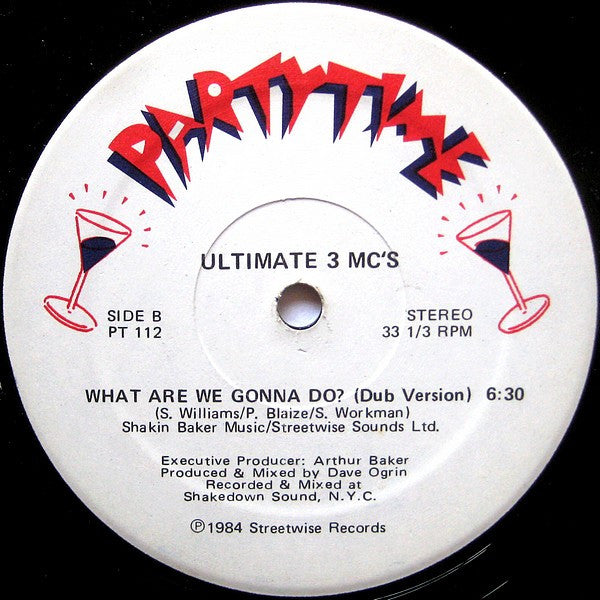 PARTYTIME
ULTIMATE 3 MC'S
SIDE B
PT 112
STEREO
33 1/3 RPM
WHAT ARE WE GONNA DO? (Dub Version) 6:30
(S. Williams/P. Blaize/S. Workman)
Shakin Baker Music/Streetwise Sounds Ltd.
Executive Producer: Arthur Baker
Produced & Mixed by Dave Ogrin
Recorded & Mixed at
Shakedown Sound, N.Y.C.
℗1984 Streetwise Records